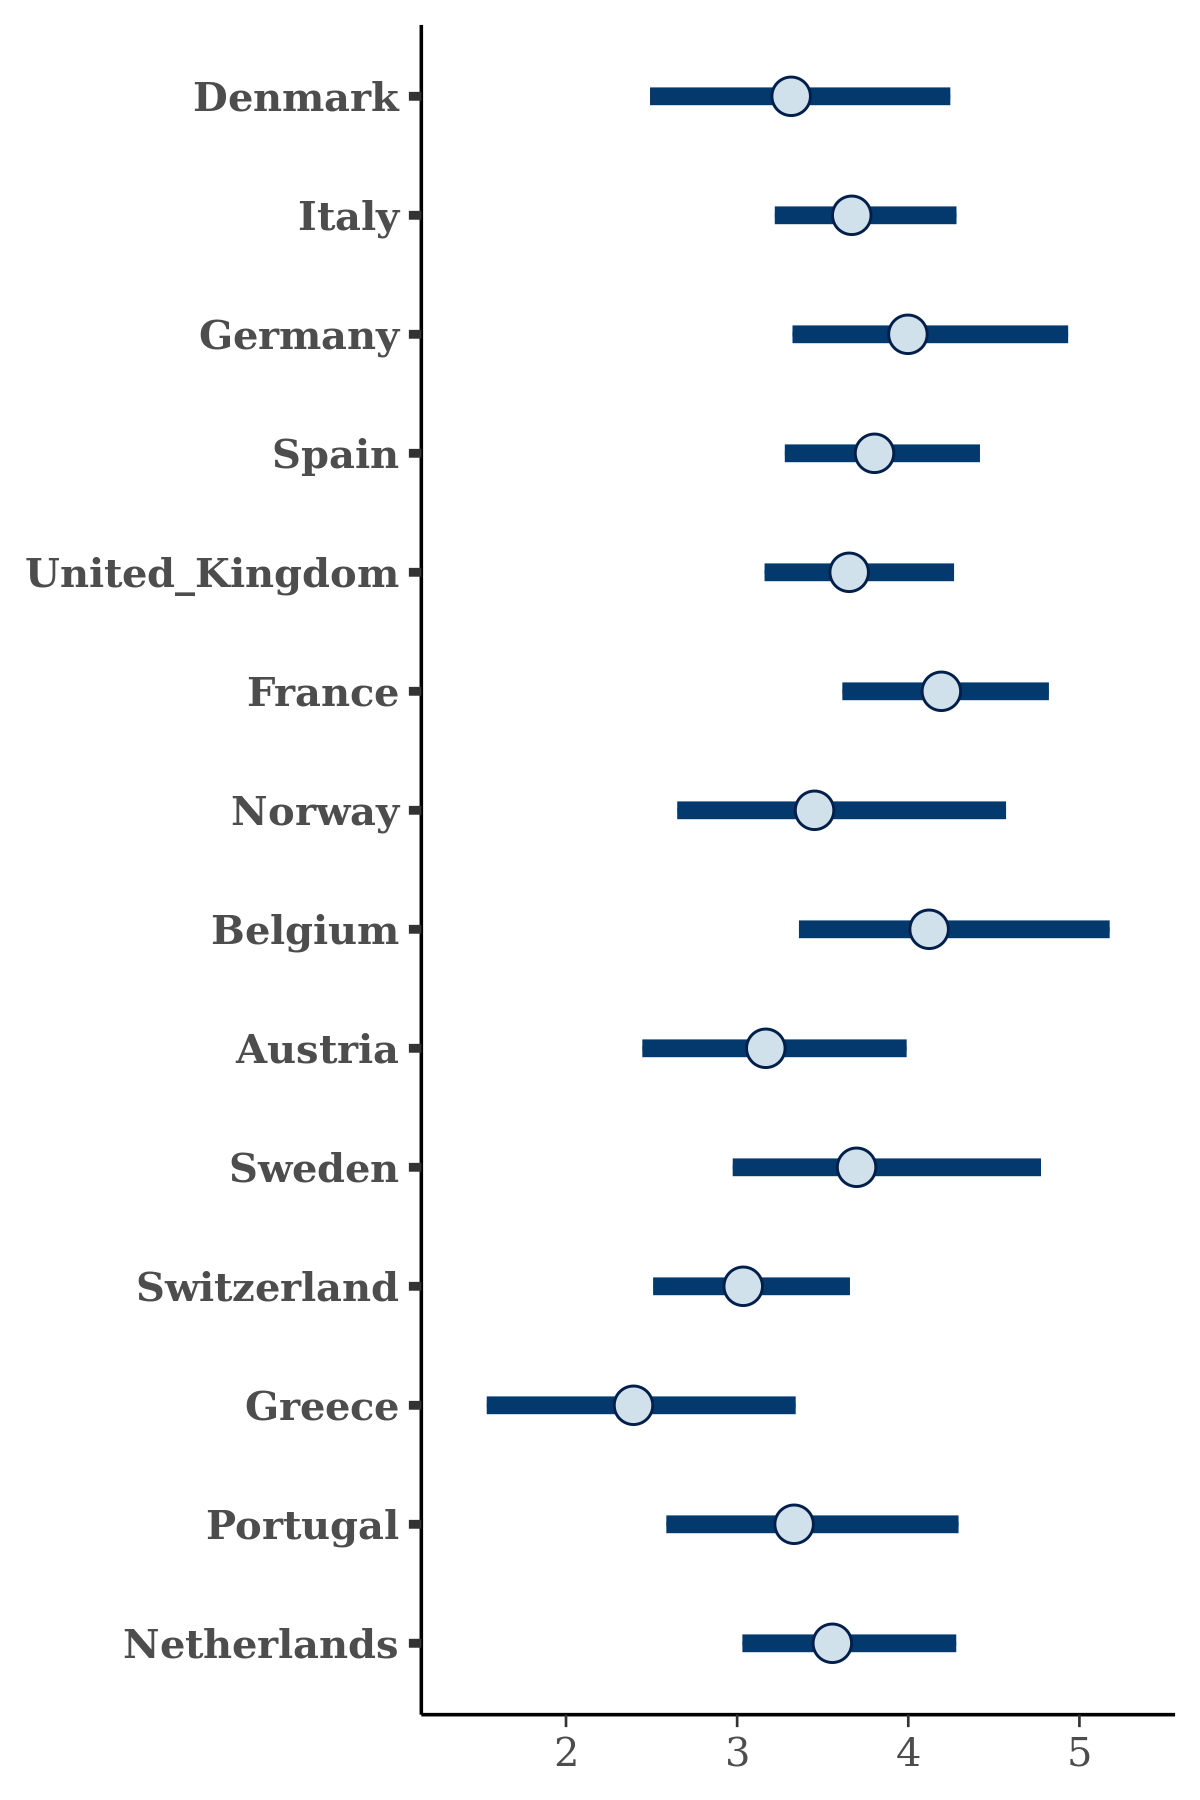 Denmark
Italy
Germany
Spain
United_Kingdom
France
Norway
Belgium
Austria
Sweden
Switzerland
Greece
Portugal
Netherlands
2 3 4 5